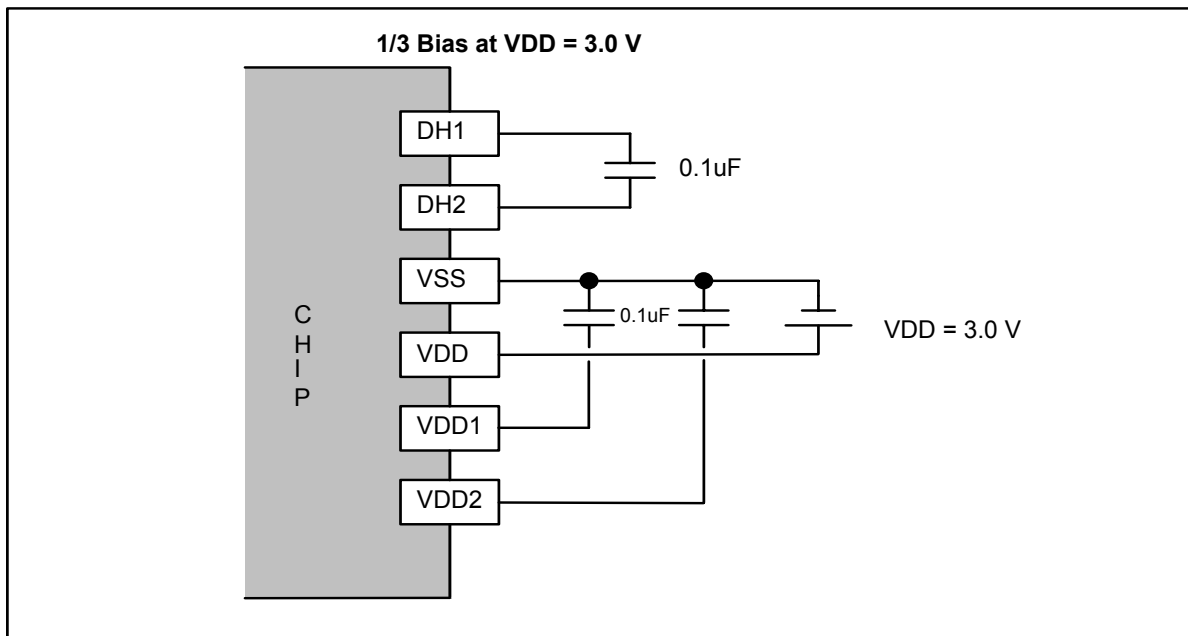 1/3 Bias at VDD = 3.0 V
DH1
0.1uF
DH2
VSS
CHIP
0.1uF
VDD
VDD = 3.0 V
VDD1
VDD2